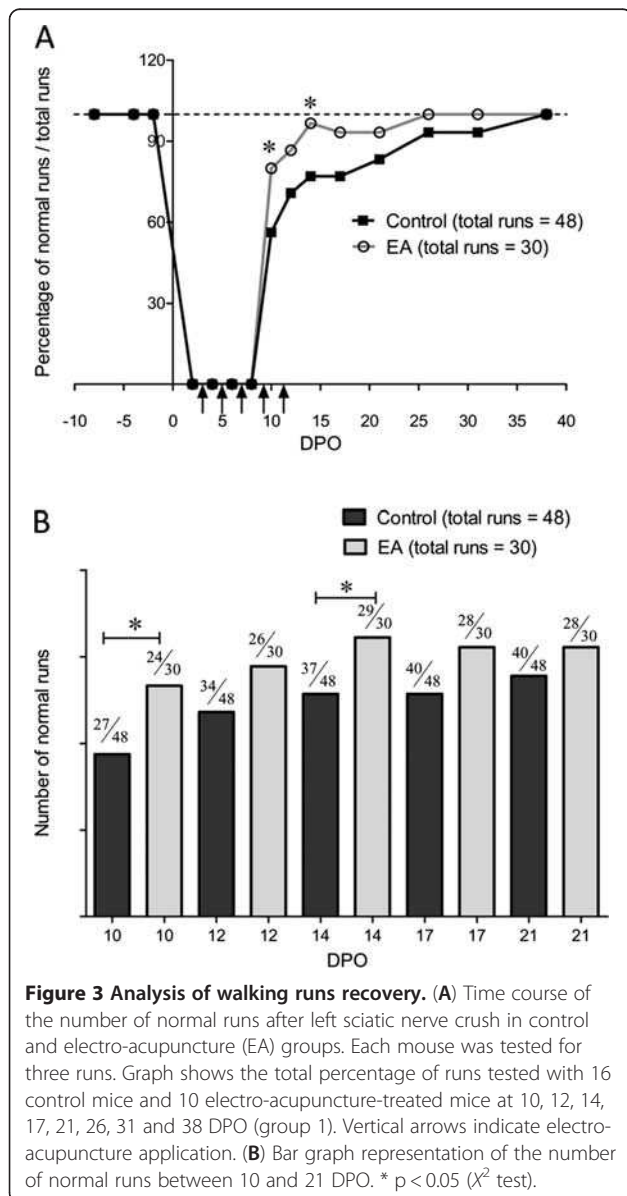 A
Percentage of normal runs / total runs
120
90
60
30
* *
Control (total runs = 48)
EA (total runs = 30)
-10 -5 0 5 10 15 20 25 30 35 40
DPO
B
Control (total runs = 48)
EA (total runs = 30)
Number of normal runs
* *
27/48 24/30 34/48 26/30 37/48 29/30 40/48 28/30 40/48 28/30
10 10 12 12 14 14 17 17 21 21
DPO
Figure 3 Analysis of walking runs recovery. (A) Time course of
the number of normal runs after left sciatic nerve crush in control
and electro-acupuncture (EA) groups. Each mouse was tested for
three runs. Graph shows the total percentage of runs tested with 16
control mice and 10 electro-acupuncture-treated mice at 10, 12, 14,
17, 21, 26, 31 and 38 DPO (group 1). Vertical arrows indicate electro-
acupuncture application. (B) Bar graph representation of the number
of normal runs between 10 and 21 DPO. * p < 0.05 (X² test).